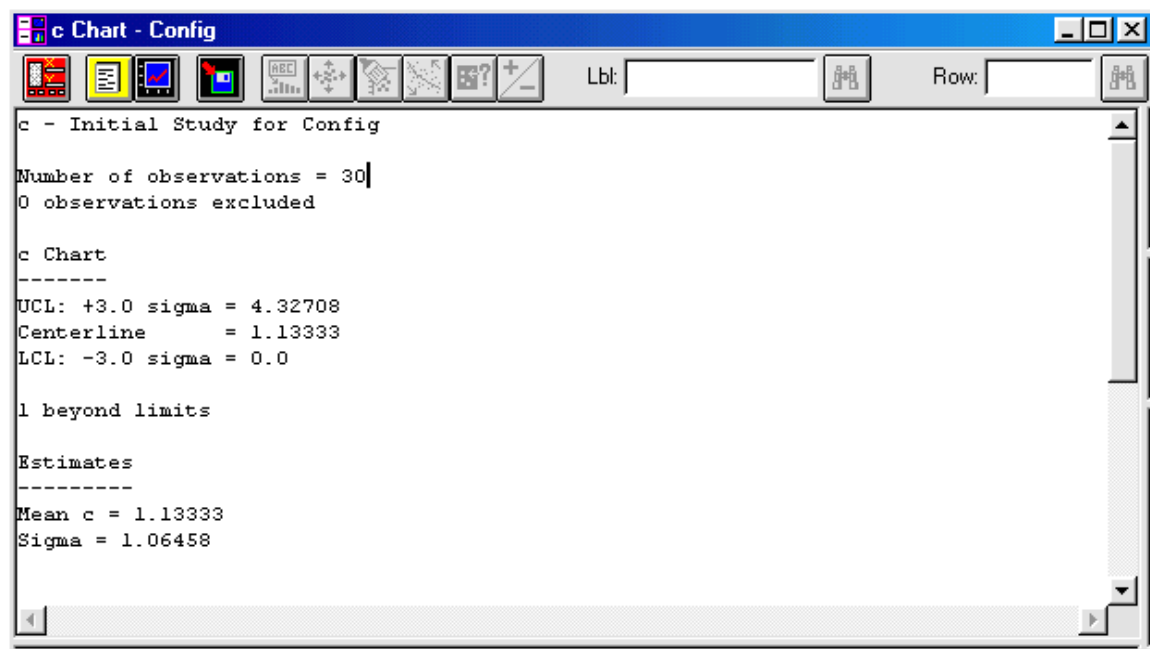 c Chart - Config
Lbl:
Row:
c - Initial Study for Config
Number of observations = 30
0 observations excluded
c Chart
-------
UCL: +3.0 sigma = 4.32708
Centerline      = 1.13333
LCL: -3.0 sigma = 0.0
1 beyond limits
Estimates
---------
Mean c = 1.13333
Sigma = 1.06458